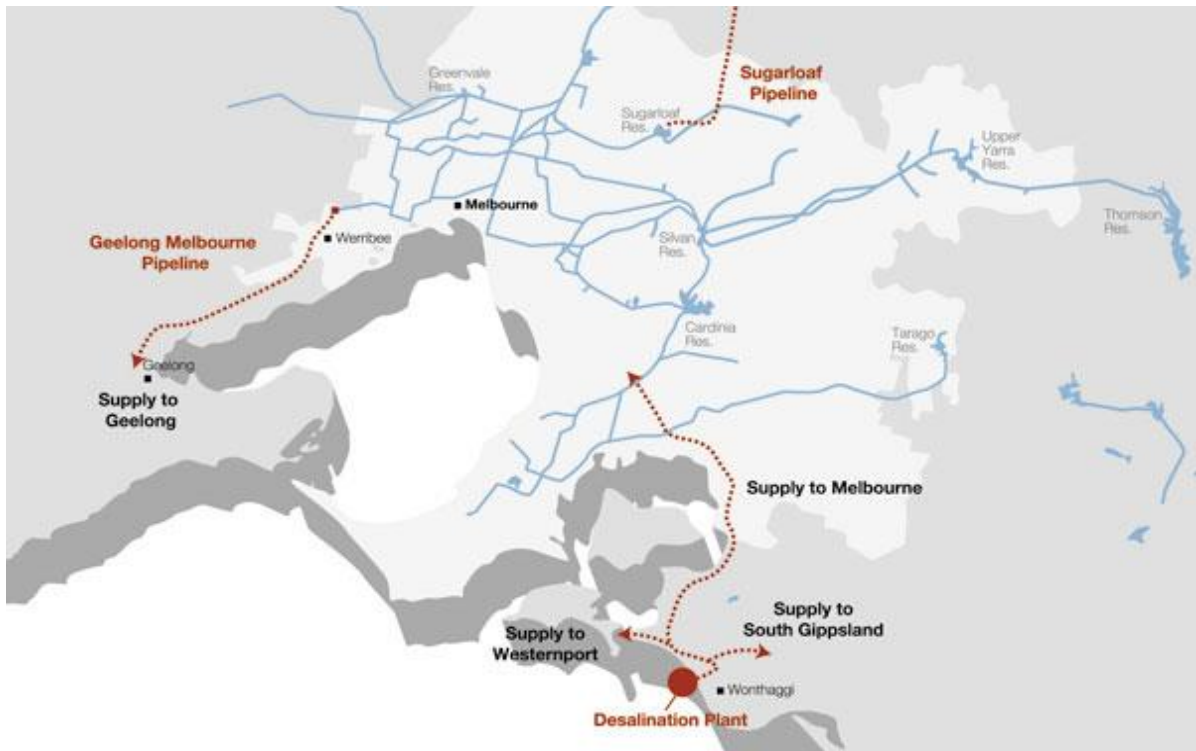 Sugarloaf
Pipeline
Greenvale
Res.
Sugarloaf
Res.
Upper
Yarra
Res.
Melbourne
Thomson
Res.
Werribee
Geelong Melbourne
Pipeline
Silvan
Res.
Cardinia
Res.
Tarago
Res.
Geelong
Supply to
Geelong
Supply to Melbourne
Supply to
South Gippsland
Supply to
Westernport
Wonthaggi
Desalination Plant